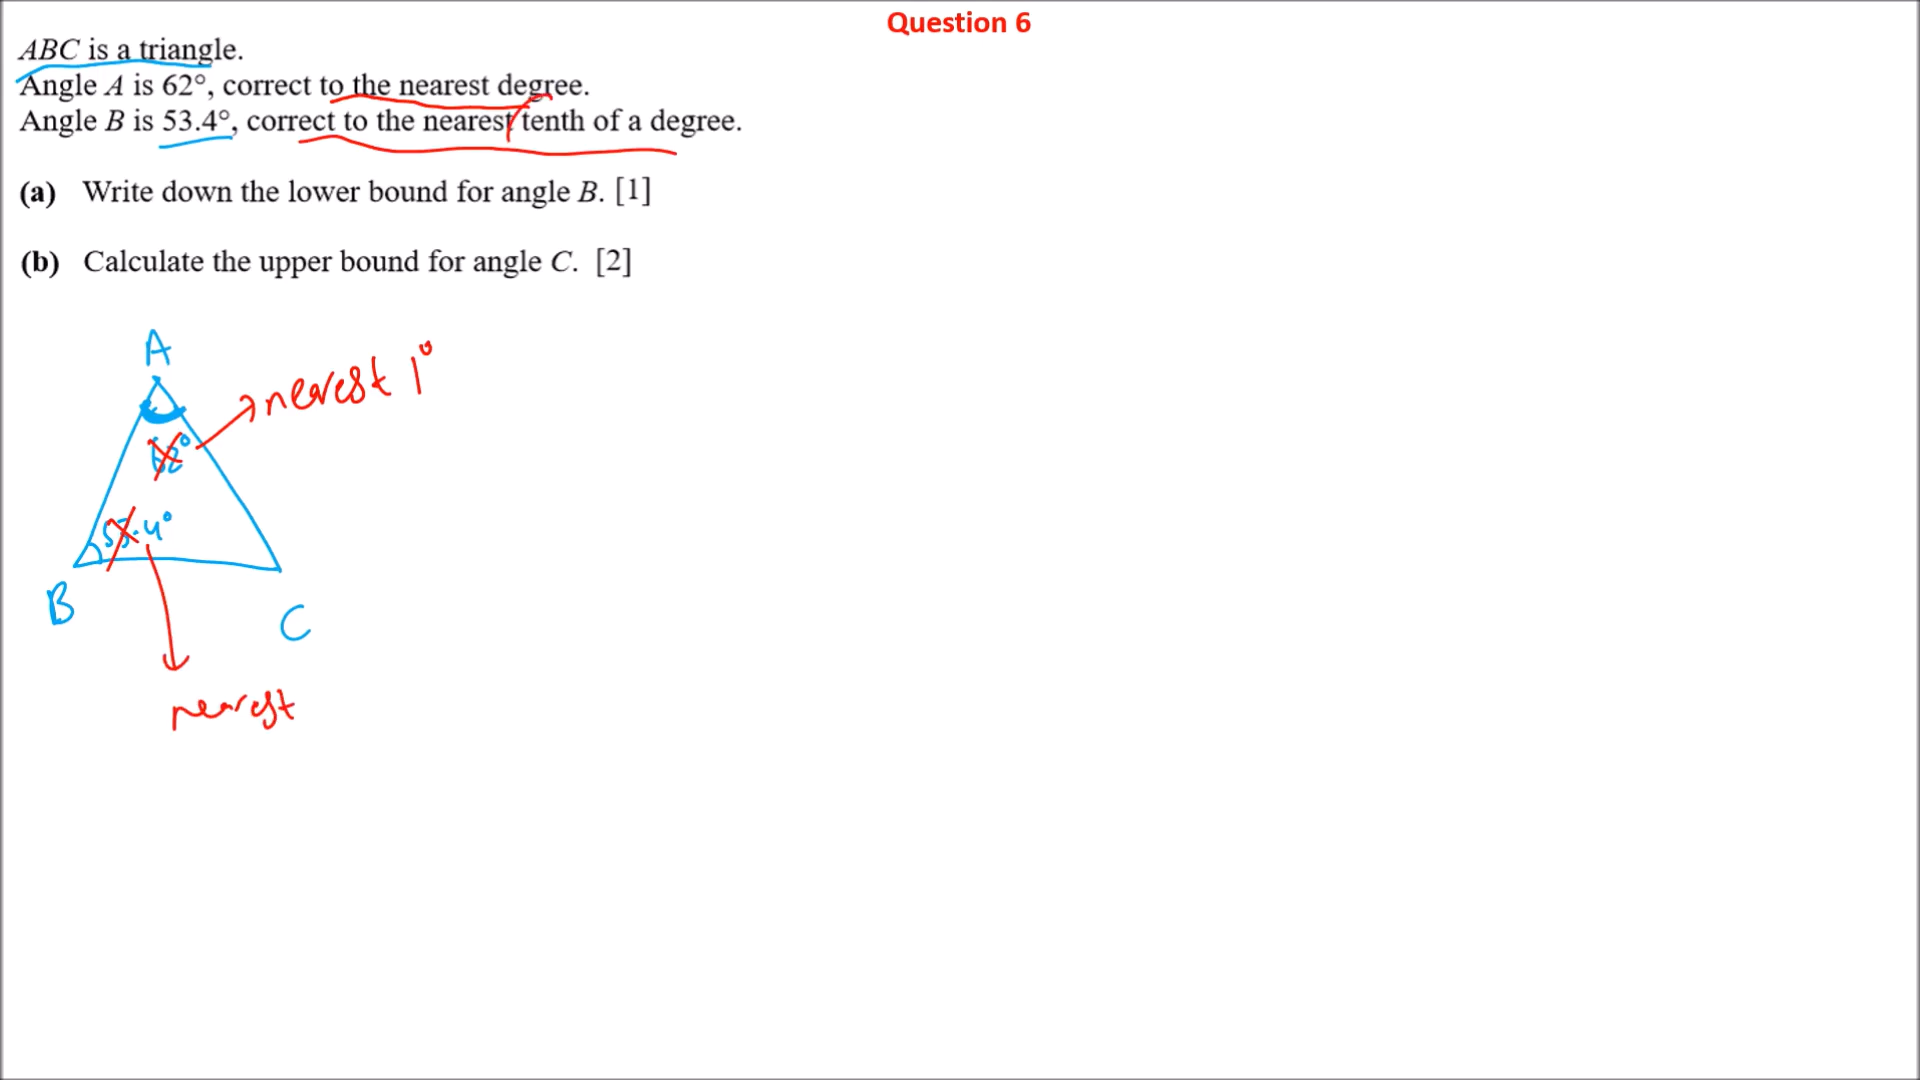 Question 6
ABC is a triangle.
Angle A is 62°, correct to the nearest degree.
Angle B is 53.4°, correct to the nearest tenth of a degree.
(a) Write down the lower bound for angle B. [1]
(b) Calculate the upper bound for angle C. [2]
A
nearest 1°
62°
53.4°
B
C
nearest